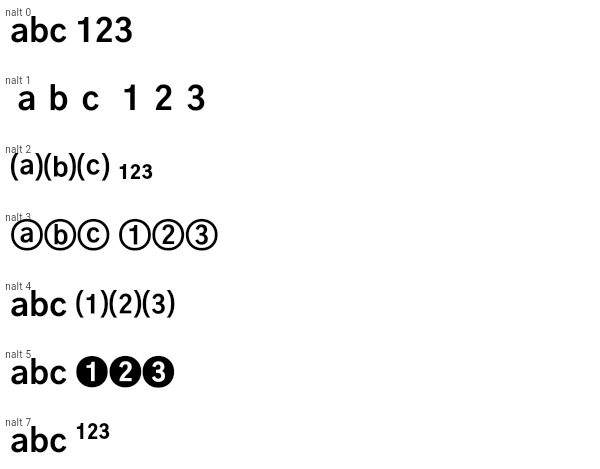 nalt 0
abc 123
nalt 1
a b c 1 2 3
nalt 2
(a)(b)(c) 123
nalt 3
ⓐⓑⓒ ①②③
nalt 4
abc (1)(2)(3)
nalt 5
abc ❶❷❸
nalt 7
abc ¹²³